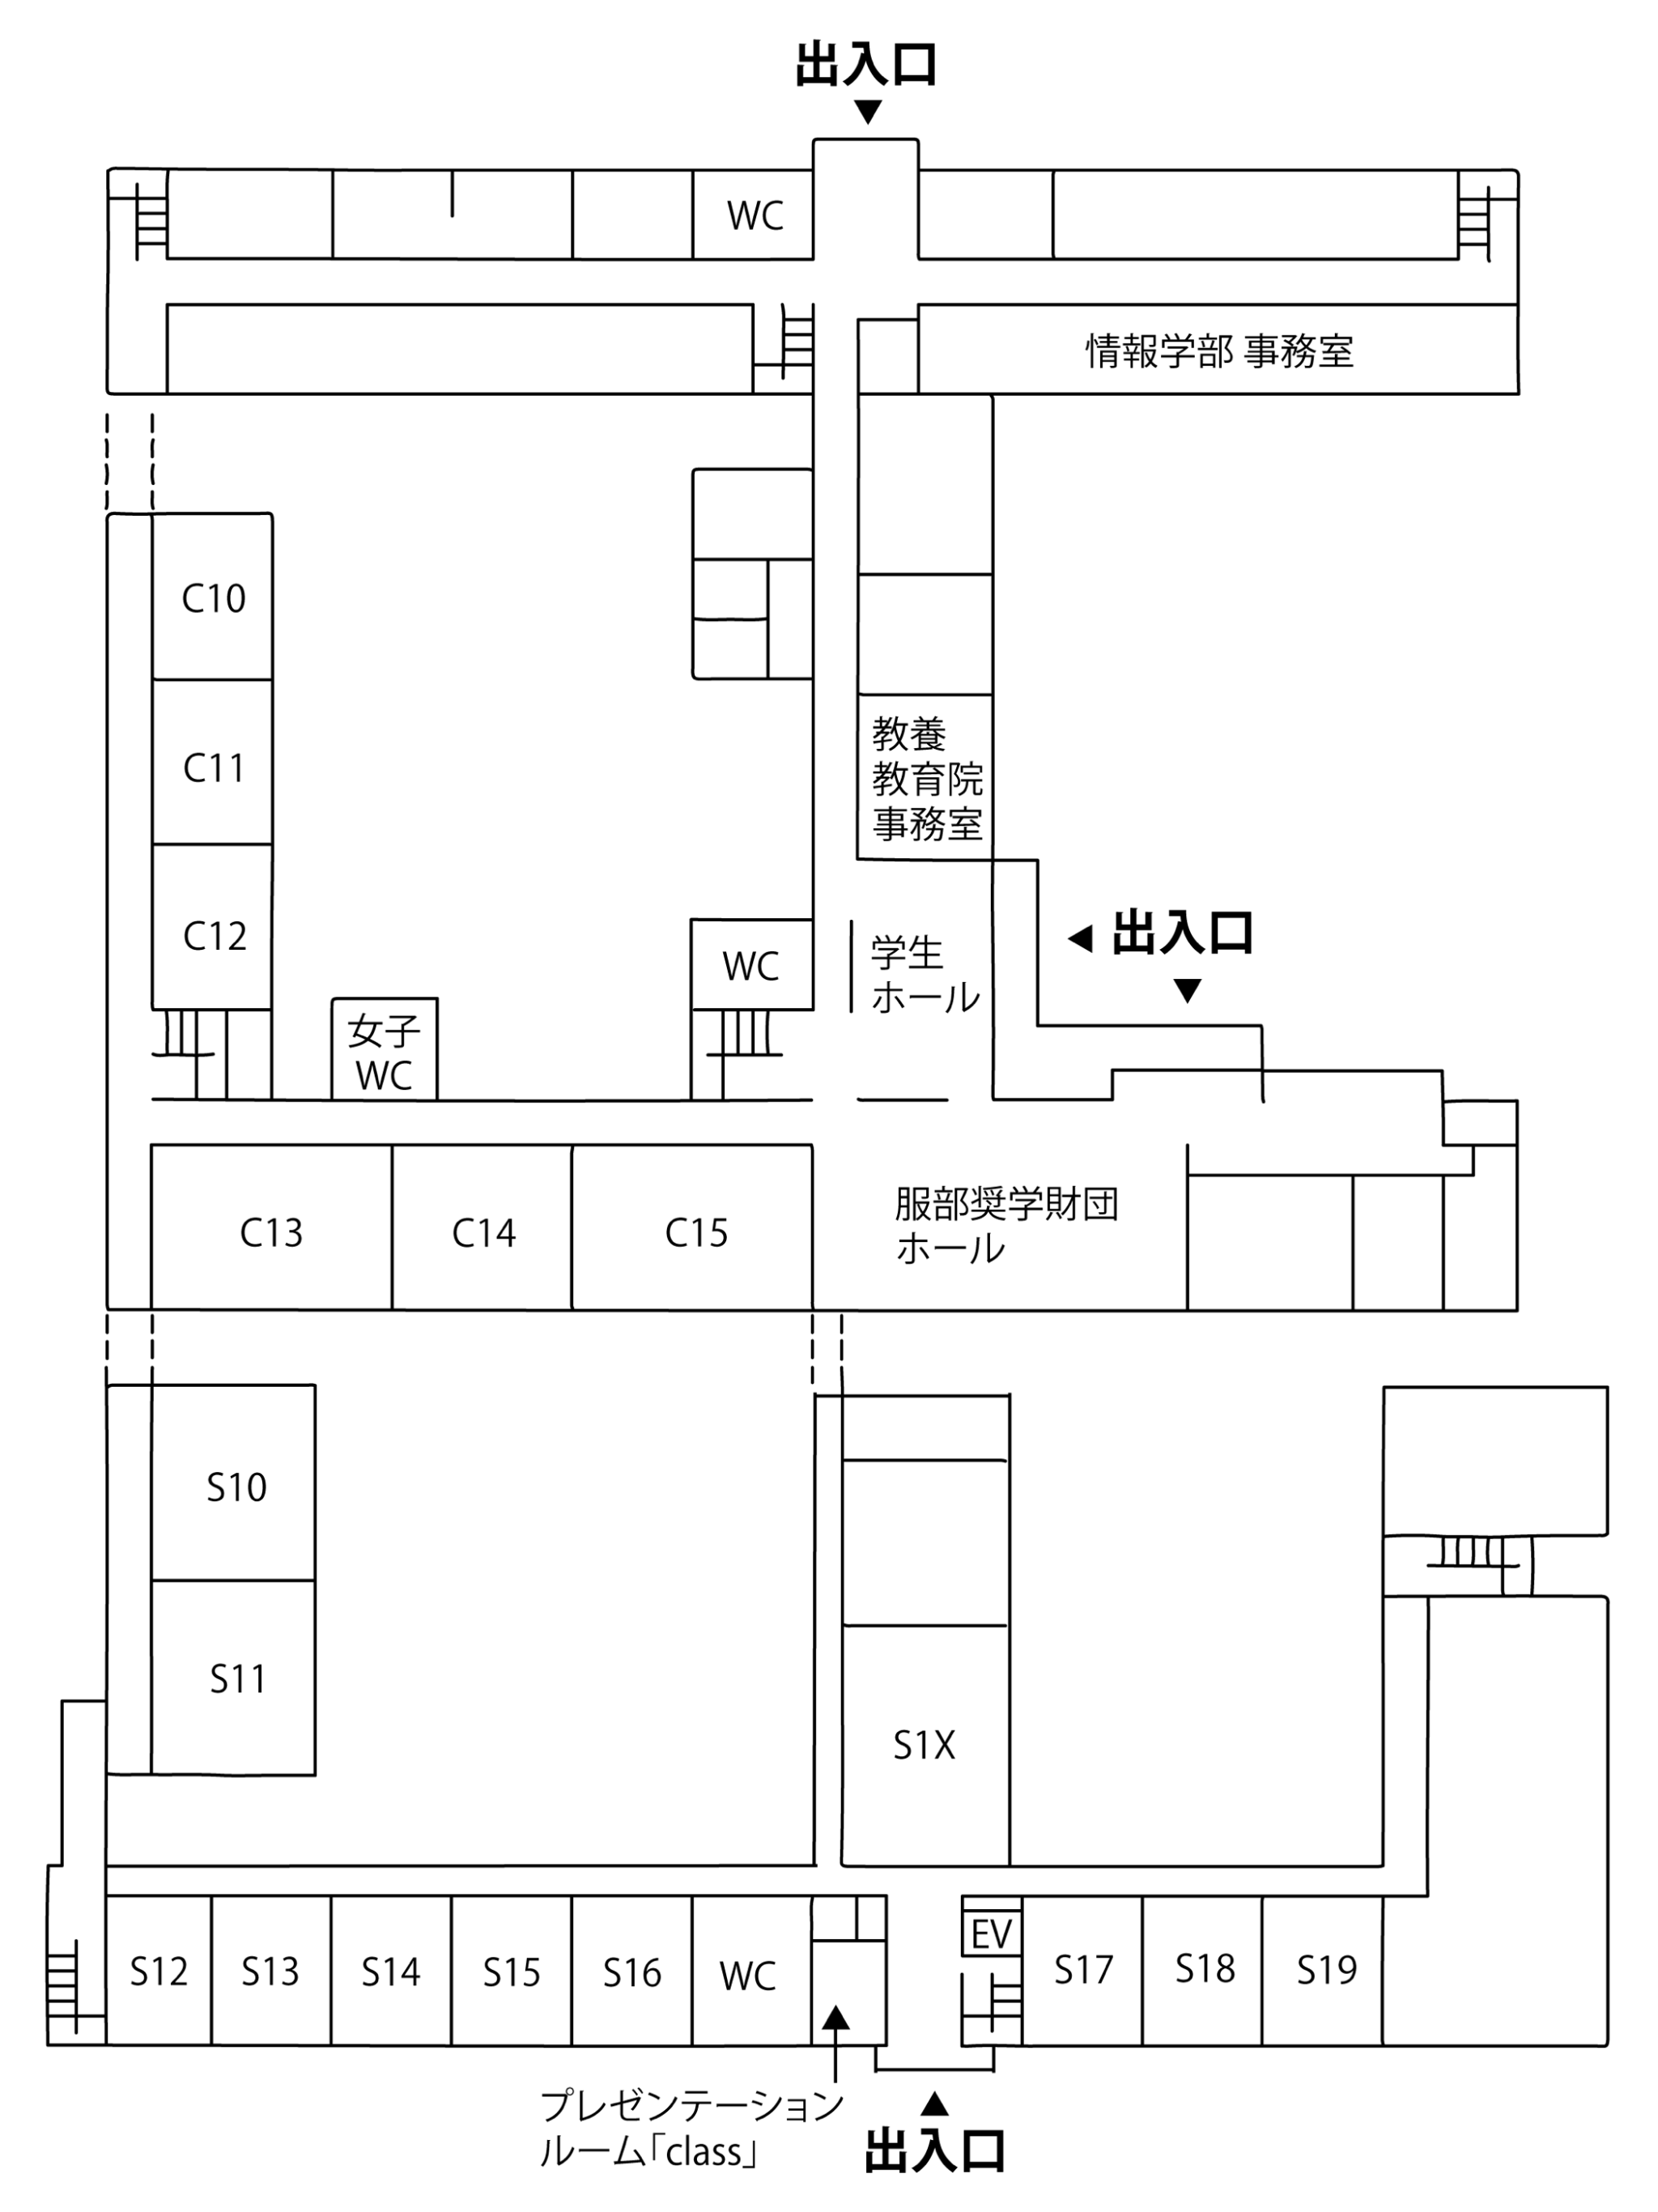 出入口
WC
情報学部 事務室
C10
教養
教育院
事務室
C11
C12
WC
学生
ホール
出入口
女子
WC
C13
C14
C15
服部奨学財団
ホール
S10
S11
S1X
S12
S13
S14
S15
S16
WC
EV
S17
S18
S19
プレゼンテーション
ルーム「class」
出入口